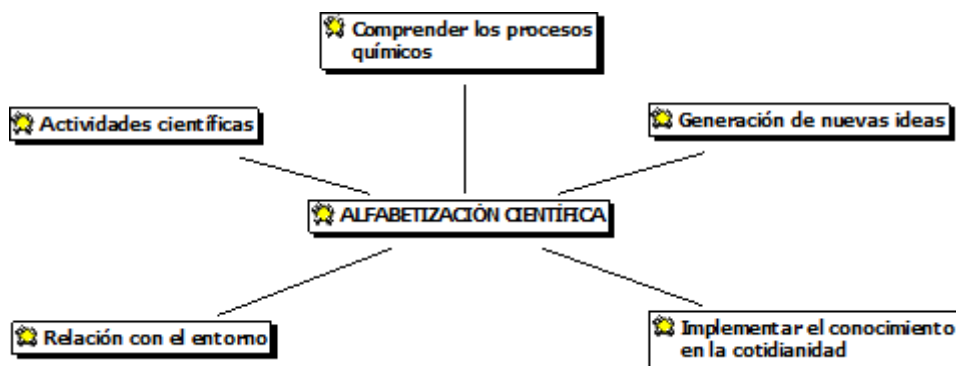 Comprender los procesos
químicos
Actividades científicas
Generación de nuevas ideas
ALFABETIZACIÓN CIENTÍFICA
Relación con el entorno
Implementar el conocimiento
en la cotidianidad